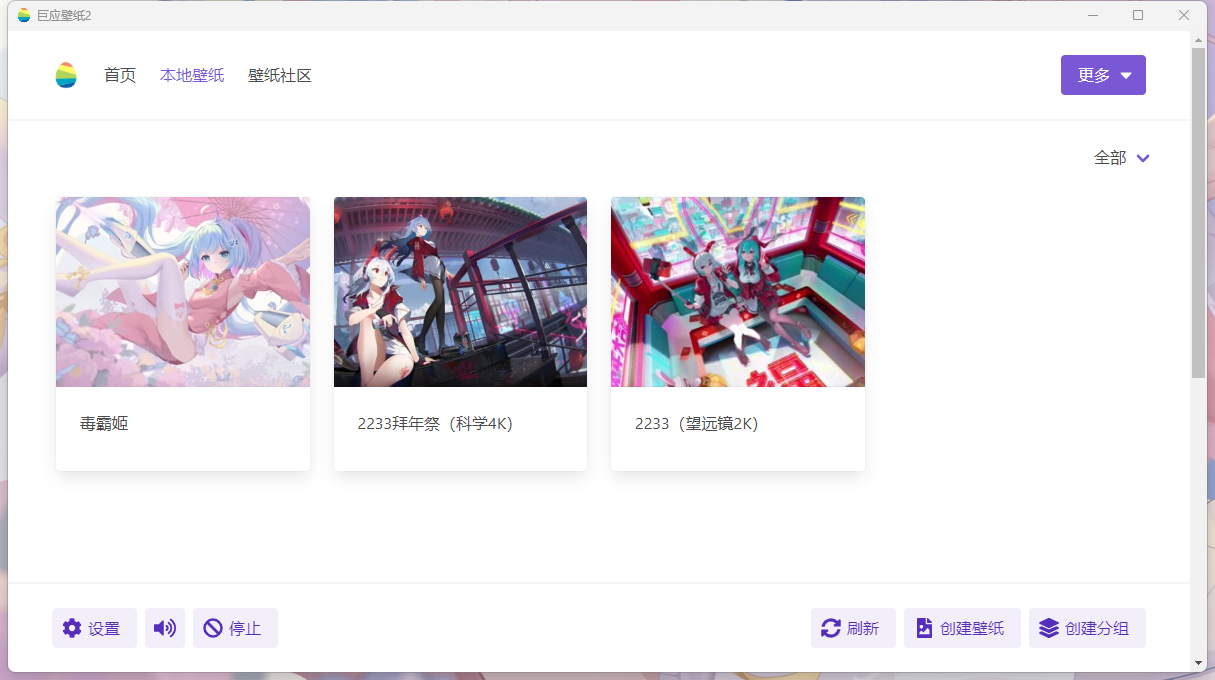 巨应壁纸2
首页 本地壁纸 壁纸社区 更多
全部
毒霸姬 2233拜年祭（科学4K） 2233（望远镜2K）
设置 停止 刷新 创建壁纸 创建分组